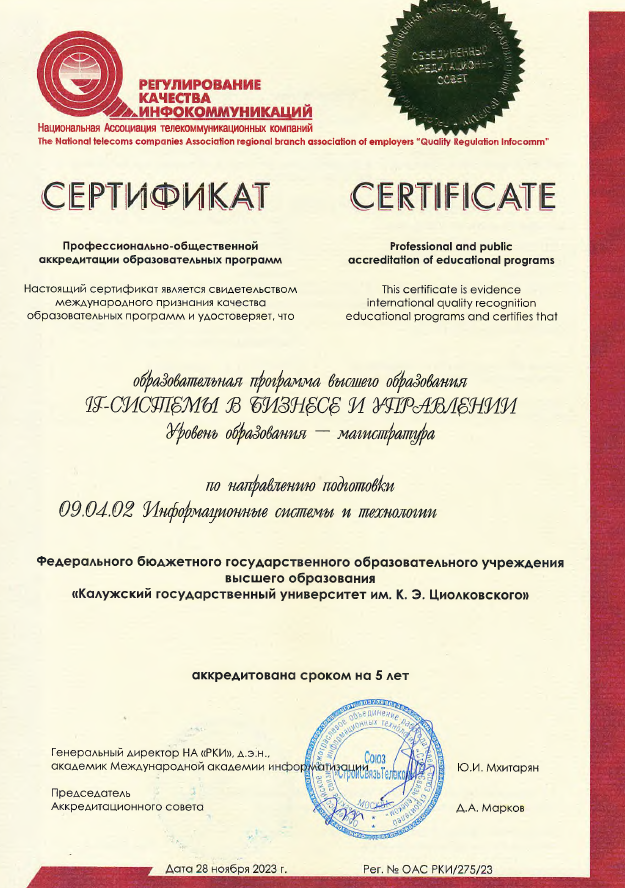 ОБЪЕДИНЕННЫЙ
АККРЕДИТАЦИОННЫЙ
СОВЕТ
РЕГУЛИРОВАНИЕ
КАЧЕСТВА
ИНФОКОММУНИКАЦИЙ
Национальная Ассоциация телекоммуникационных компаний
The National telecoms companies Association regional branch association of employers "Quality Regulation Infocomm"
СЕРТИФИКАТ
Профессионально-общественной
аккредитации образовательных программ
Настоящий сертификат является свидетельством
международного признания качества
образовательных программ и удостоверяет, что
CERTIFICATE
Professional and public
accreditation of educational programs
This certificate is evidence
international quality recognition
educational programs and certifies that
образовательная программа высшего образования
IT-СИСТЕМЫ В БИЗНЕСЕ И УПРАВЛЕНИИ
Уровень образования — магистратура
по направлению подготовки
09.04.02 Информационные системы и технологии
Федерального бюджетного государственного образовательного учреждения
высшего образования
«Калужский государственный университет им. К. Э. Циолковского»
аккредитована сроком на 5 лет
Генеральный директор НА «РКИ», д.э.н.,
академик Международной академии информатизации
Ю.И. Мхитарян
Председатель
Аккредитационного совета
Д.А. Марков
Союз
«СтройСвязьТелеком»
МОСКВА
Дата 28 ноября 2023 г.
Рег. № ОАС РКИ/275/23